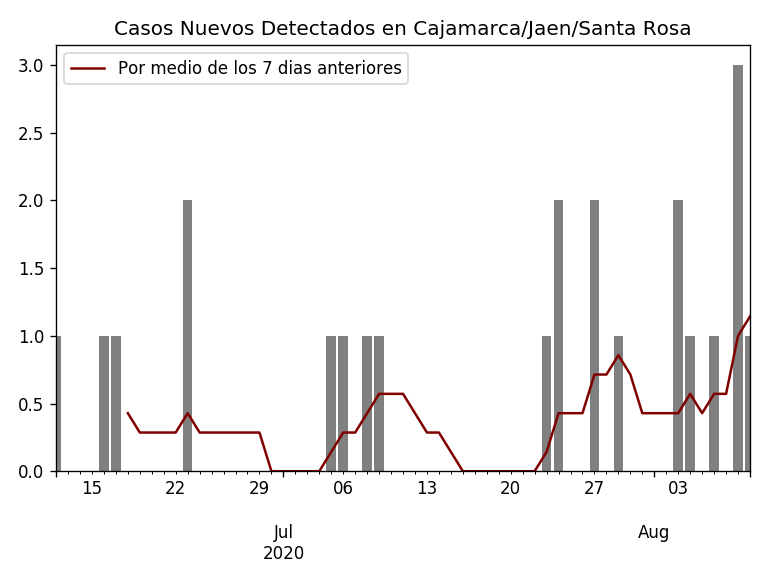 Casos Nuevos Detectados en Cajamarca/Jaen/Santa Rosa
Por medio de los 7 dias anteriores
3.0
2.5
2.0
1.5
1.0
0.5
0.0
15 22 29 06 13 20 27 03
Jul Aug
2020